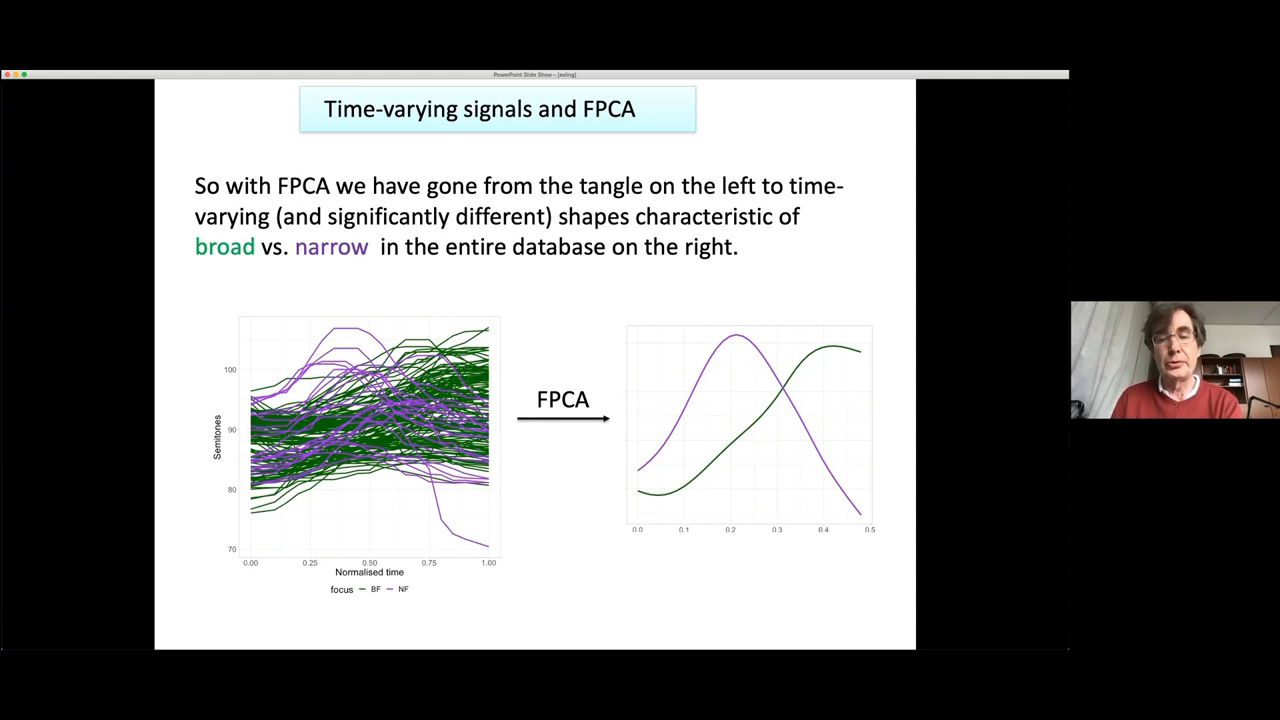 PowerPoint Slide Show - [exling]
Time-varying signals and FPCA
So with FPCA we have gone from the tangle on the left to time-
varying (and significantly different) shapes characteristic of
broad vs. narrow in the entire database on the right.
100
90
80
70
Semitones
0.00 0.25 0.50 0.75 1.00
Normalised time
focus BF NF
FPCA
0.0 0.1 0.2 0.3 0.4 0.5